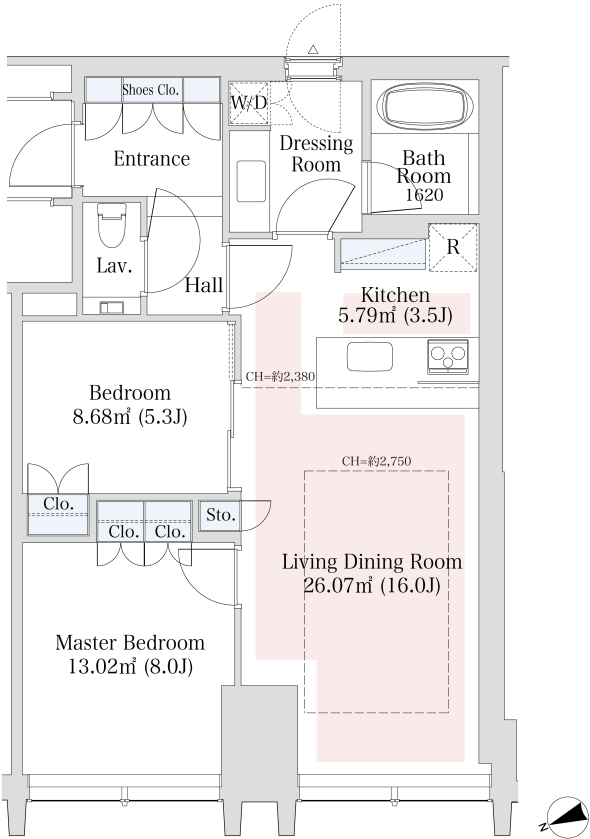 Shoes Clo.
W/D
Entrance
Dressing
Room
Bath
Room
1620
Lav.
Hall
R
Kitchen
5.79㎡ (3.5J)
CH=約2,380
Bedroom
8.68㎡ (5.3J)
CH=約2,750
Clo.
Clo.
Clo.
Sto.
Living Dining Room
26.07㎡ (16.0J)
Master Bedroom
13.02㎡ (8.0J)
N